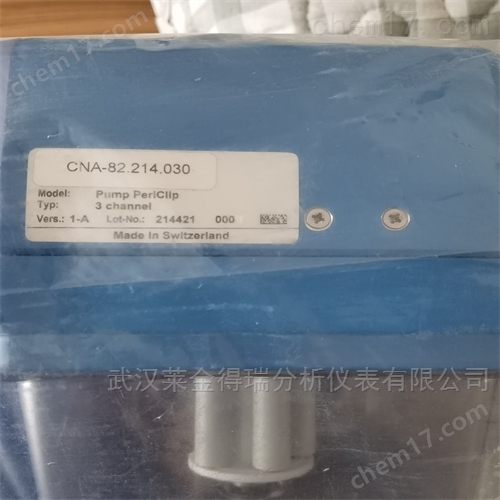 chem17.com
CNA-82.214.030
Model: Pump PeriClip
Typ: 3 channel
Vers.: 1-A Lot-No.: 214421 000
Made in Switzerland
武汉莱金得瑞分析仪表有限公司
chem17.com